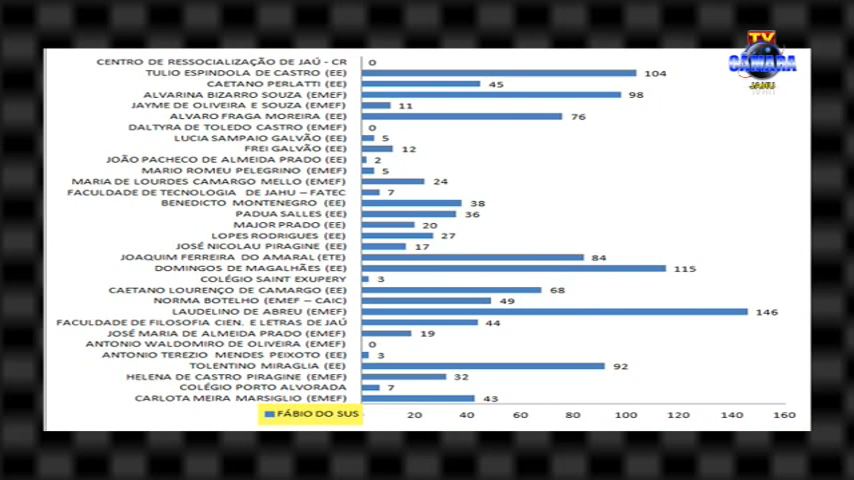 TV
CÂMARA
JAHU
CENTRO DE RESSOCIALIZAÇÃO DE JAÚ - CR 0
TULIO ESPINDOLA DE CASTRO (EE) 104
CAETANO PERLATTI (EE) 45
ALVARINA BIZARRO SOUZA (EMEF) 98
JAYME DE OLIVEIRA E SOUZA (EMEF) 11
ALVARO FRAGA MOREIRA (EE) 76
DALTYRA DE TOLEDO CASTRO (EMEF) 0
LUCIA SAMPAIO GALVÃO (EE) 5
FREI GALVÃO (EE) 12
JOÃO PACHECO DE ALMEIDA PRADO (EE) 2
MARIO ROMEU PELEGRINO (EMEF) 5
MARIA DE LOURDES CAMARGO MELLO (EMEF) 24
FACULDADE DE TECNOLOGIA DE JAHU – FATEC 7
BENEDICTO MONTENEGRO (EE) 38
PADUA SALLES (EE) 36
MAJOR PRADO (EE) 20
LOPES RODRIGUES (EE) 27
JOSÉ NICOLAU PIRAGINE (EE) 17
JOAQUIM FERREIRA DO AMARAL (ETE) 84
DOMINGOS DE MAGALHÃES (EE) 115
COLÉGIO SAINT EXUPERY 3
CAETANO LOURENÇO DE CAMARGO (EE) 68
NORMA BOTELHO (EMEF – CAIC) 49
LAUDELINO DE ABREU (EMEF) 146
FACULDADE DE FILOSOFIA CIEN. E LETRAS DE JAÚ 44
JOSÉ MARIA DE ALMEIDA PRADO (EMEF) 19
ANTONIO WALDOMIRO DE OLIVEIRA (EMEF) 0
ANTONIO TEREZIO MENDES PEIXOTO (EE) 3
TOLENTINO MIRAGLIA (EE) 92
HELENA DE CASTRO PIRAGINE (EMEF) 32
COLÉGIO PORTO ALVORADA 7
CARLOTA MEIRA MARSIGLIO (EMEF) 43
FÁBIO DO SUS 20 40 60 80 100 120 140 160